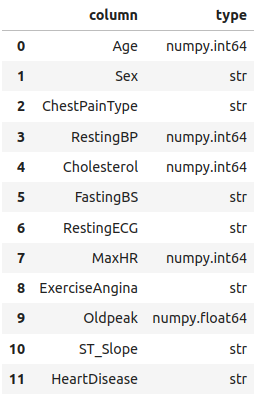 column type
0 Age numpy.int64
1 Sex str
2 ChestPainType str
3 RestingBP numpy.int64
4 Cholesterol numpy.int64
5 FastingBS str
6 RestingECG str
7 MaxHR numpy.int64
8 ExerciseAngina str
9 Oldpeak numpy.float64
10 ST_Slope str
11 HeartDisease str